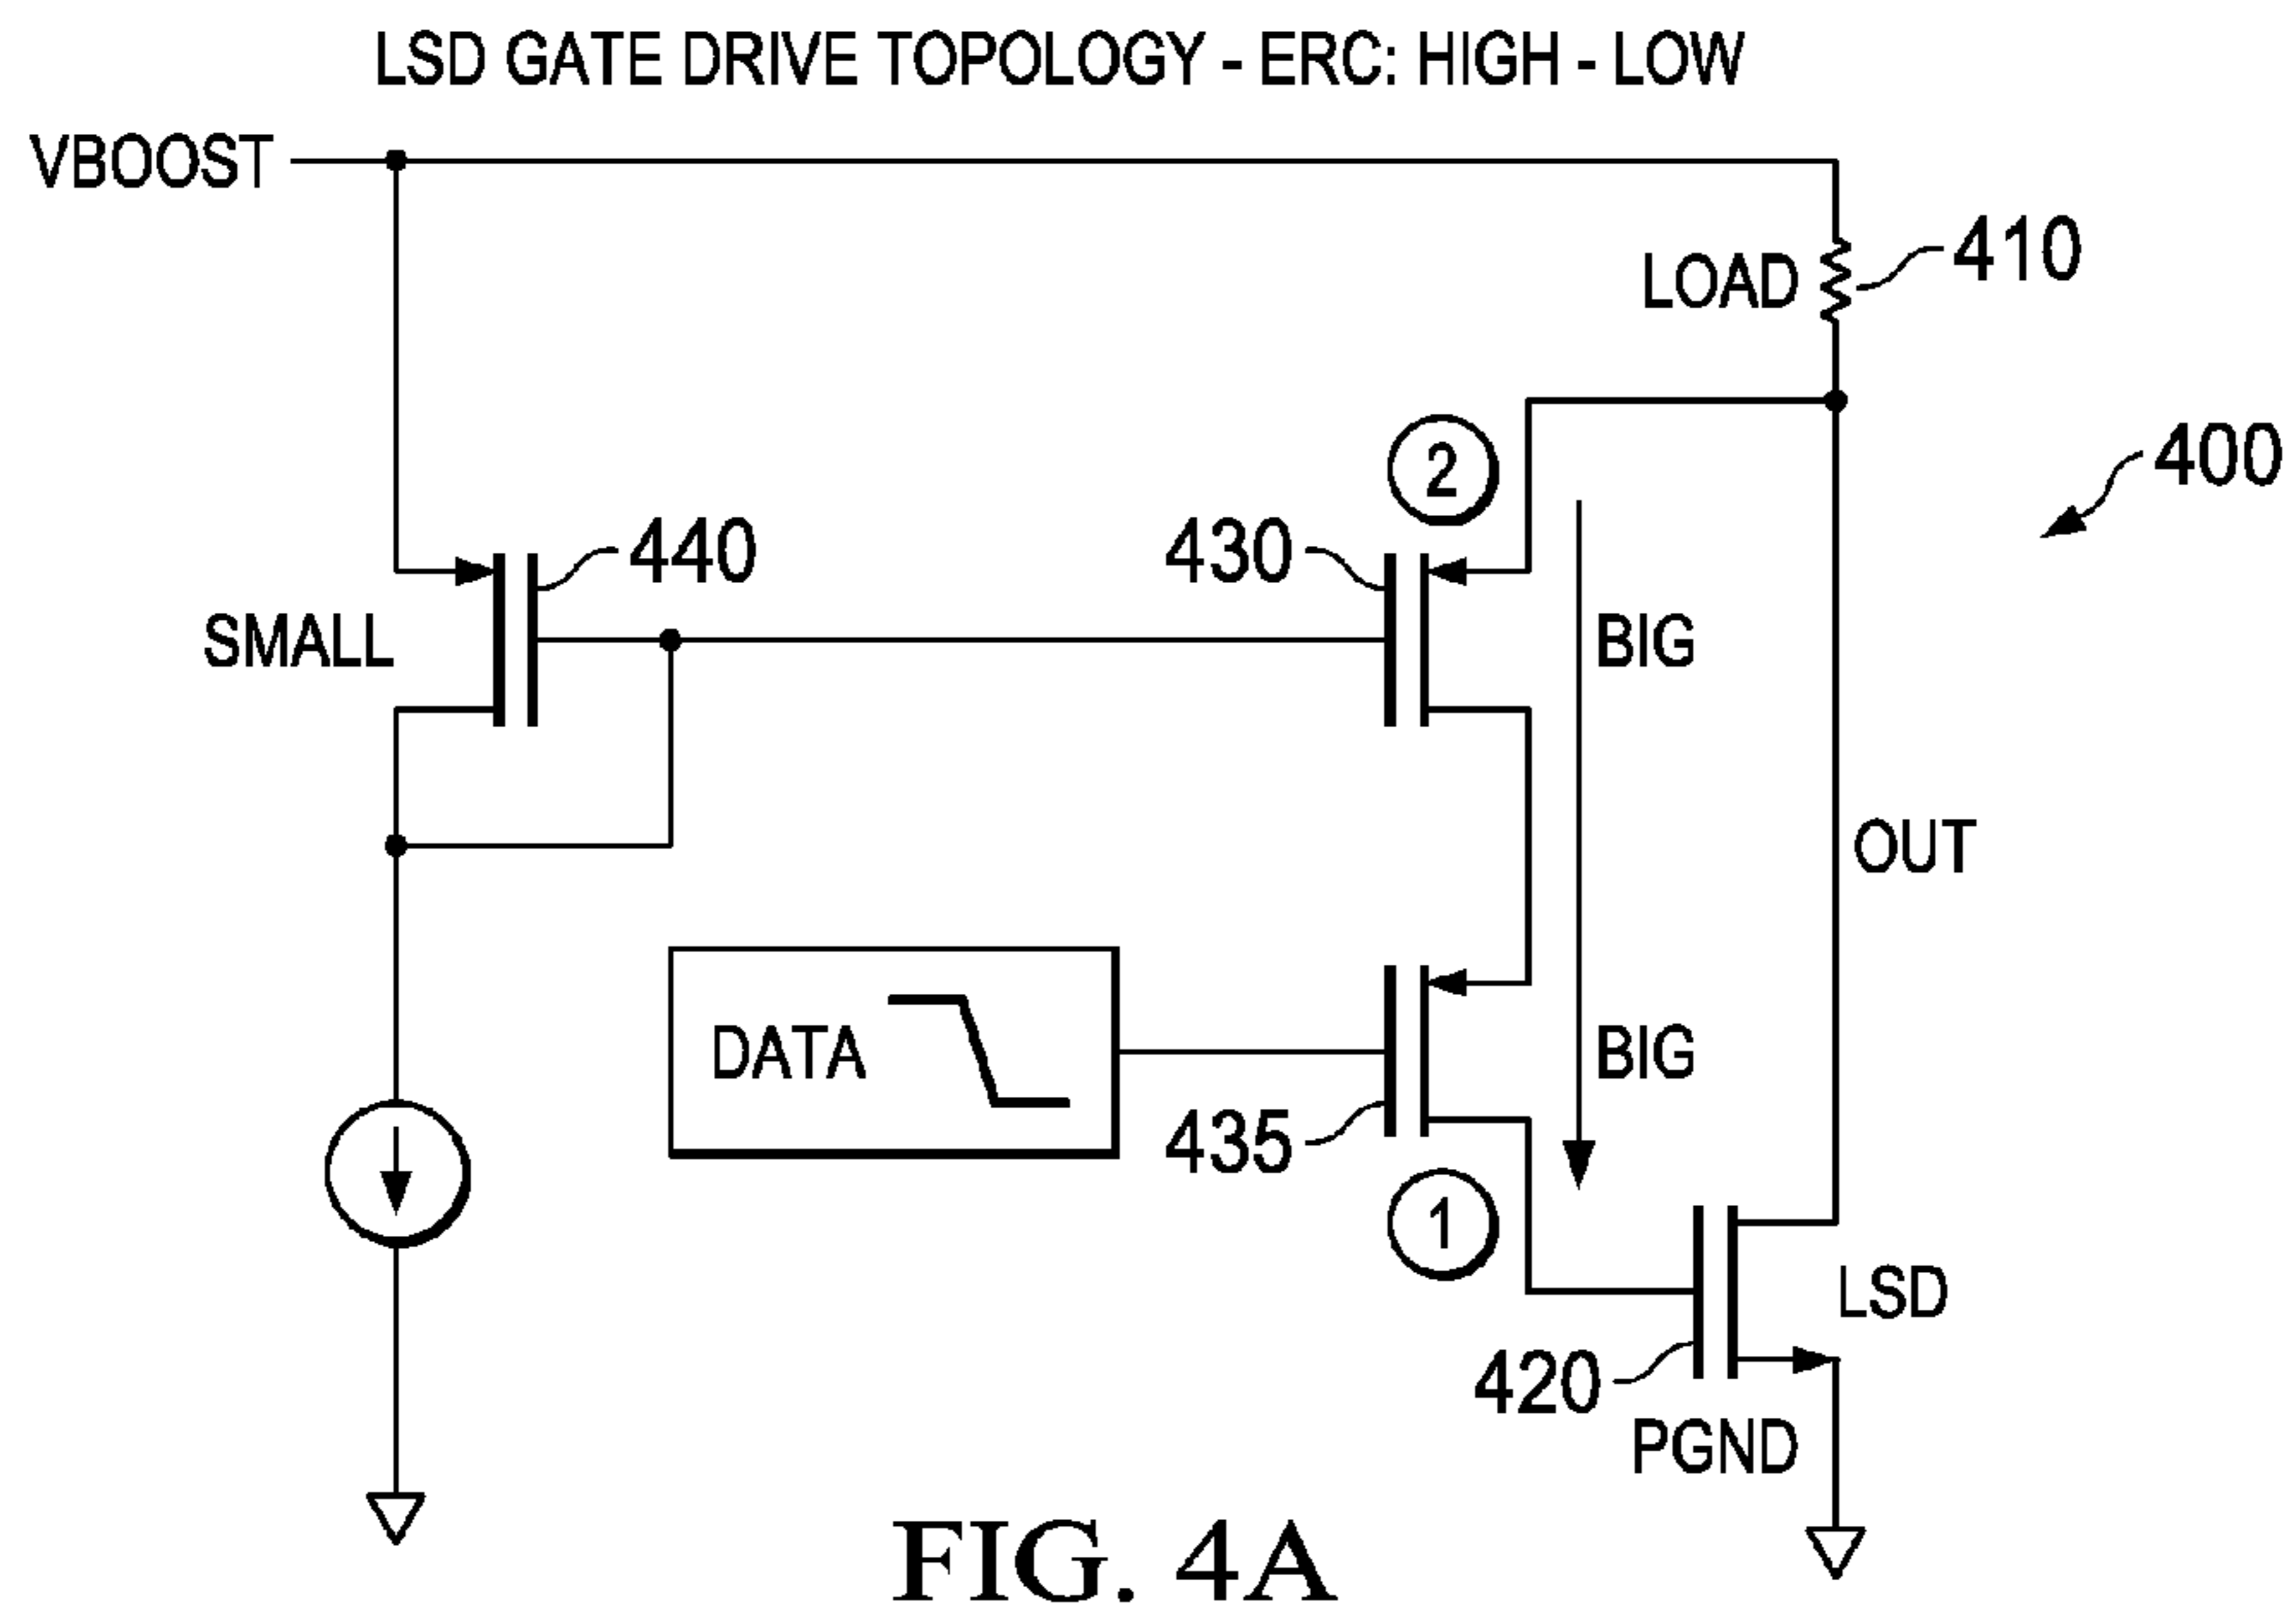 LSD GATE DRIVE TOPOLOGY - ERC: HIGH - LOW
VBOOST
LOAD
410
2
400
440
430
SMALL
BIG
OUT
DATA
BIG
435
1
LSD
420
PGND
FIG. 4A